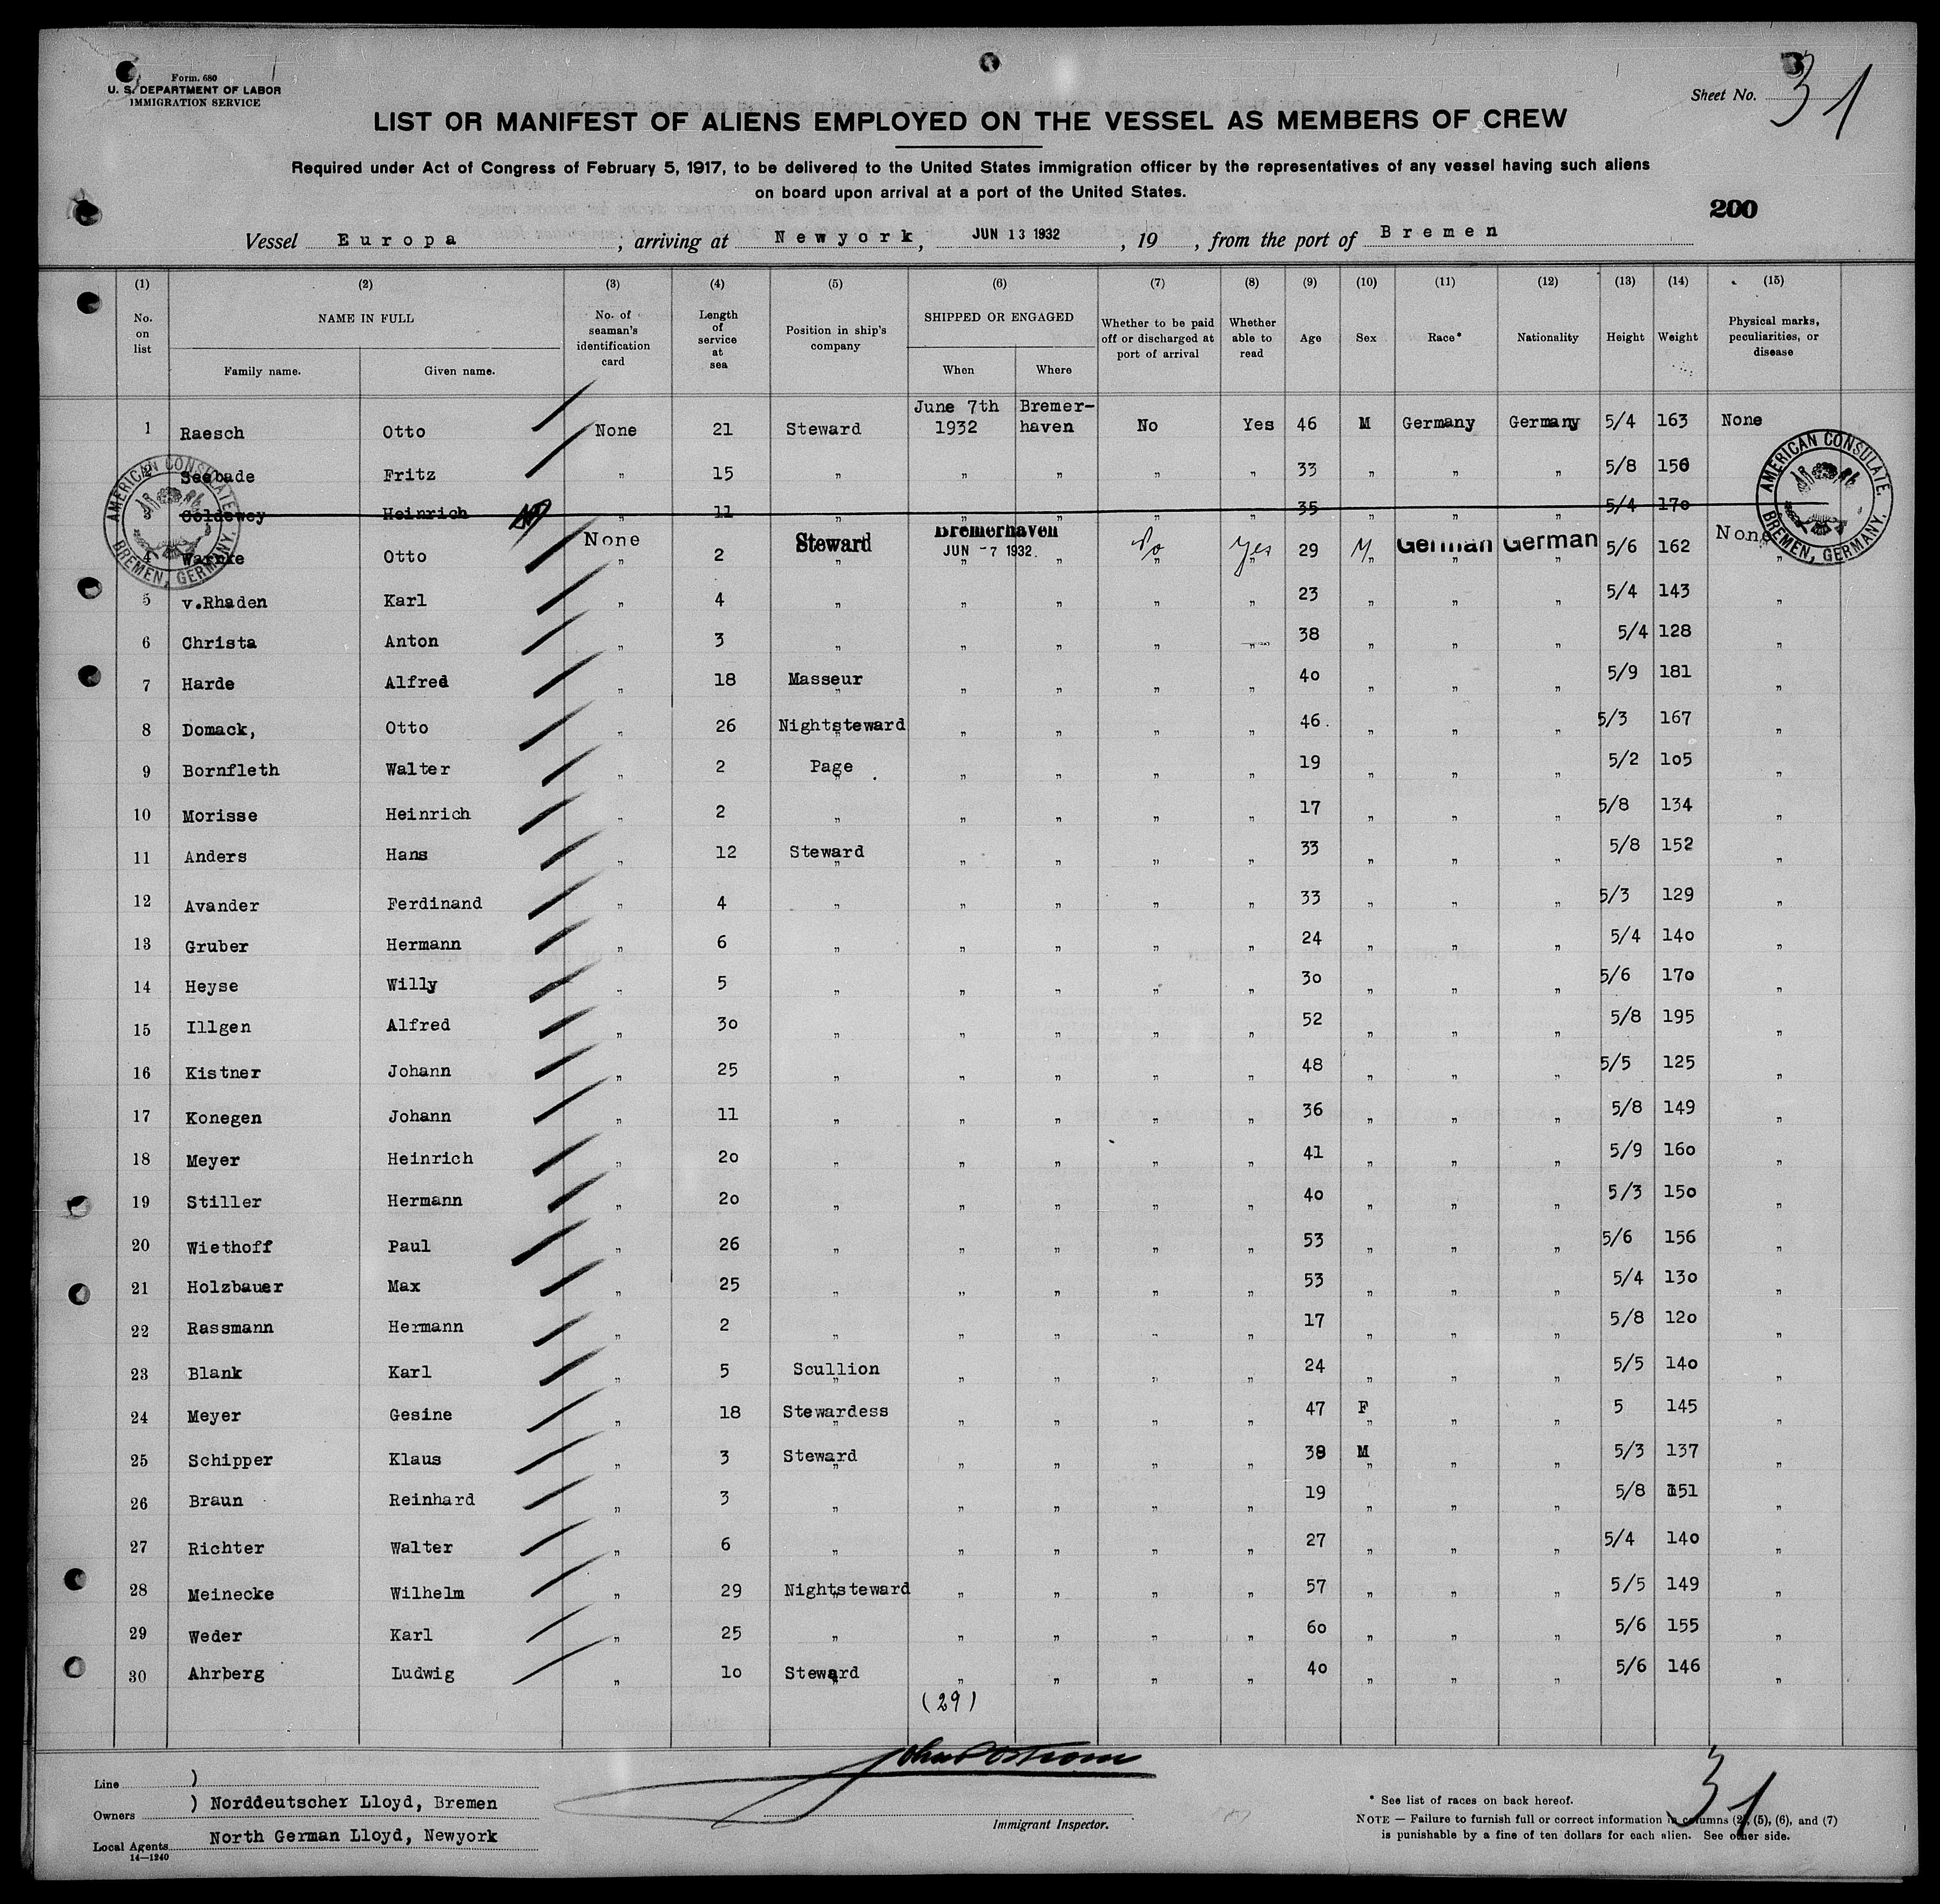 Form. 680
U. S. DEPARTMENT OF LABOR
IMMIGRATION SERVICE
Sheet No. 31
LIST OR MANIFEST OF ALIENS EMPLOYED ON THE VESSEL AS MEMBERS OF CREW
Required under Act of Congress of February 5, 1917, to be delivered to the United States immigration officer by the representatives of any vessel having such aliens
on board upon arrival at a port of the United States.
200
Vessel Europa, arriving at Newyork, JUN 13 1932, 19 , from the port of Bremen
(1) (2) (3) (4) (5) (6) (7) (8) (9) (10) (11) (12) (13) (14) (15)
No. on list NAME IN FULL Family name. Given name. No. of seaman's identification card Length of service at sea Position in ship's company SHIPPED OR ENGAGED When Where Whether to be paid off or discharged at port of arrival Whether able to read Age Sex Race* Nationality Height Weight Physical marks, peculiarities, or disease
1 Raesch Otto None 21 Steward June 7th 1932 Bremer-haven No Yes 46 M Germany Germany 5/4 163 None
2 Seebade Fritz " 15 " " " " " 33 " " " 5/8 156
3 Coldewey Heinrich " 11 " " " " " 35 " " " 5/4 170
4 Warnke Otto None " 2 Steward " Bremerhaven JUN -7 1932. " " No " Yes " 29 M " German " German " 5/6 162 None "
5 v.Rhaden Karl " 4 " " " " " 23 " " " 5/4 143 "
6 Christa Anton " 3 " " " " " 38 " " " 5/4 128 "
7 Harde Alfred " 18 Masseur " " " " 40 " " " 5/9 181 "
8 Domack, Otto " 26 Nightsteward " " " " 46. " " " 5/3 167 "
9 Bornfleth Walter " 2 Page " " " " 19 " " " 5/2 105 "
10 Morisse Heinrich " 2 " " " " " 17 " " " 5/8 134 "
11 Anders Hans " 12 Steward " " " " 33 " " " 5/8 152 "
12 Avander Ferdinand " 4 " " " " " 33 " " " 5/3 129 "
13 Gruber Hermann " 6 " " " " " 24 " " " 5/4 140 "
14 Heyse Willy " 5 " " " " " 30 " " " 5/6 170 "
15 Illgen Alfred " 30 " " " " " 52 " " " 5/8 195 "
16 Kistner Johann " 25 " " " " " 48 " " " 5/5 125 "
17 Konegen Johann " 11 " " " " " 36 " " " 5/8 149 "
18 Meyer Heinrich " 20 " " " " " 41 " " " 5/9 160 "
19 Stiller Hermann " 20 " " " " " 40 " " " 5/3 150 "
20 Wiethoff Paul " 26 " " " " " 53 " " " 5/6 156 "
21 Holzbauer Max " 25 " " " " " 53 " " " 5/4 130 "
22 Rassmann Hermann " 2 " " " " " 17 " " " 5/8 120 "
23 Blank Karl " 5 Scullion " " " " 24 " " " 5/5 140 "
24 Meyer Gesine " 18 Stewardess " " " " 47 F " " 5 145 "
25 Schipper Klaus " 3 Steward " " " " 38 M " " 5/3 137 "
26 Braun Reinhard " 3 " " " " " 19 " " " 5/8 151 "
27 Richter Walter " 6 " " " " " 27 " " " 5/4 140 "
28 Meinecke Wilhelm " 29 Nightsteward " " " " 57 " " " 5/5 149 "
29 Weder Karl " 25 " " " " " 60 " " " 5/6 155 "
30 Ahrberg Ludwig " 10 Steward " " " " 40 " " " 5/6 146 "
(29)
AMERICAN CONSULATE.
BREMEN, GERMANY.
AMERICAN CONSULATE.
BREMEN, GERMANY.
Line )
Owners ) Norddeutscher Lloyd, Bremen
Local Agents North German Lloyd, Newyork
14—1240
Immigrant Inspector.
31
* See list of races on back hereof.
NOTE — Failure to furnish full or correct information in columns (2), (5), (6), and (7)
is punishable by a fine of ten dollars for each alien. See other side.